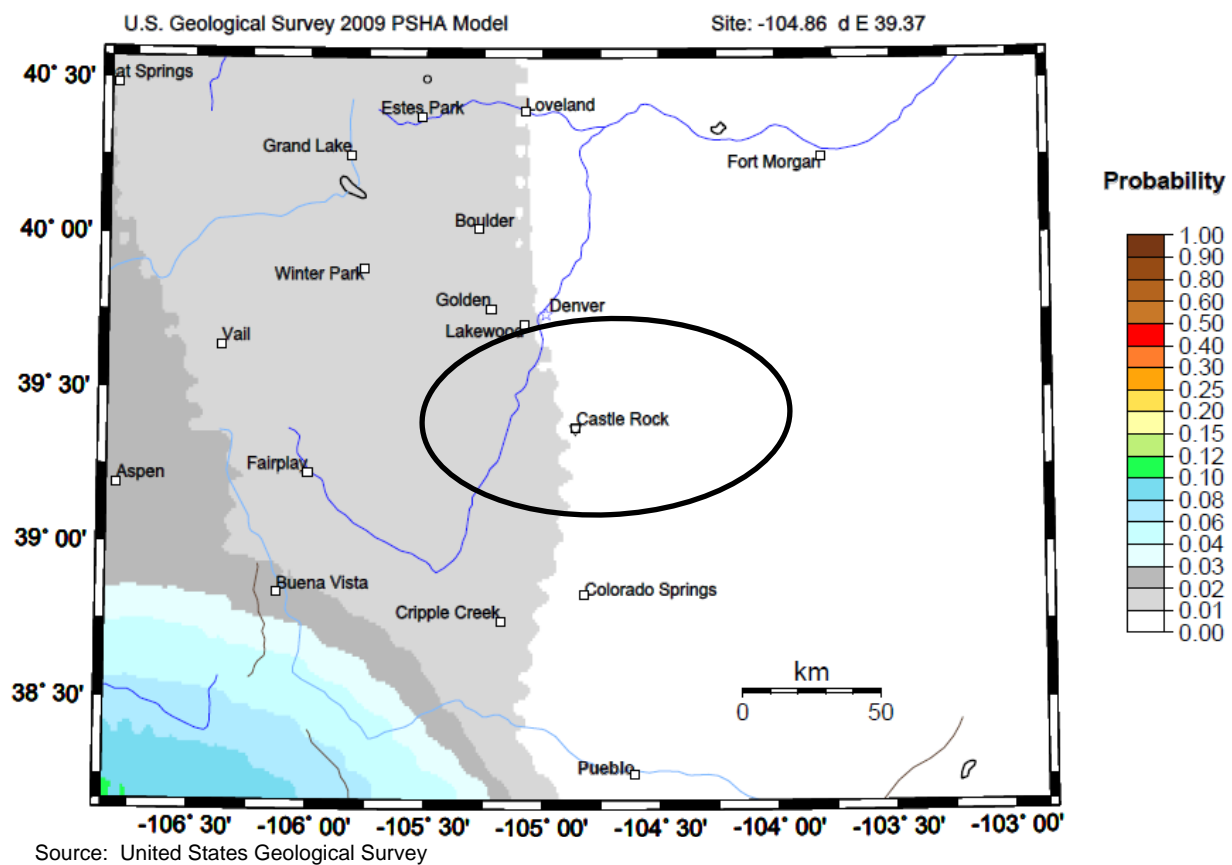 U.S. Geological Survey 2009 PSHA Model Site: -104.86 d E 39.37
40° 30'
at Springs
Estes Park
Loveland
Grand Lake
Fort Morgan
Probability
40° 00'
Boulder
Winter Park
Golden
Denver
Lakewood
Vail
39° 30'
Castle Rock
Aspen
Fairplay
39° 00'
Buena Vista
Colorado Springs
Cripple Creek
km
38° 30'
0 50
Pueblo
1.00
0.90
0.80
0.60
0.50
0.40
0.30
0.25
0.20
0.15
0.10
0.08
0.06
0.04
0.03
0.02
0.01
0.00
-106° 30' -106° 00' -105° 30' -105° 00' -104° 30' -104° 00' -103° 30' -103° 00'
Source: United States Geological Survey